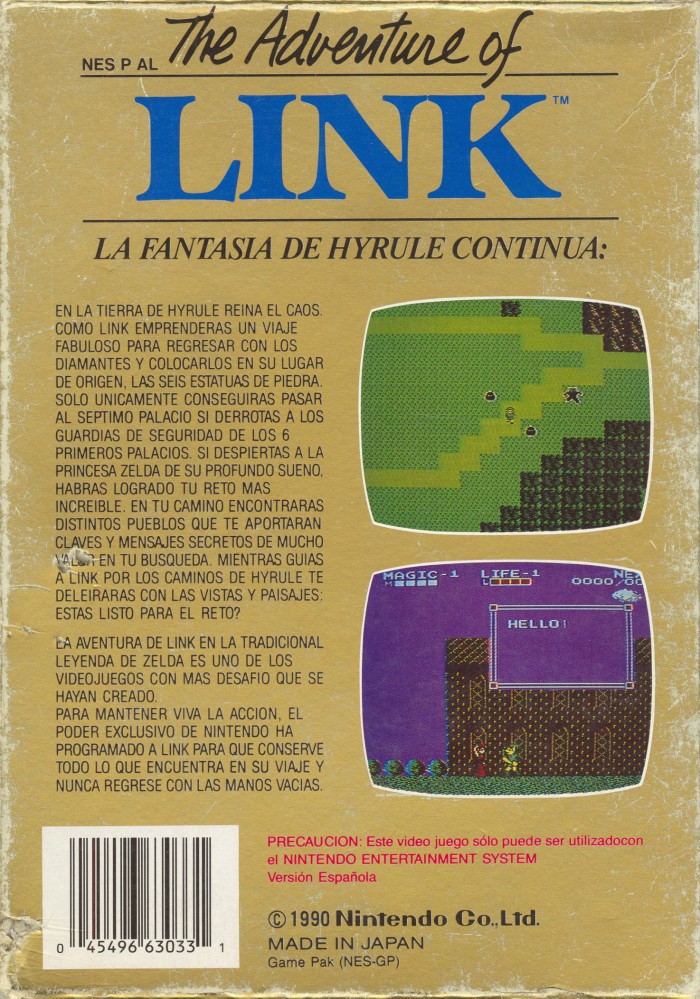 NES P AL
The Adventure of
LINK™
LA FANTASIA DE HYRULE CONTINUA:
EN LA TIERRA DE HYRULE REINA EL CAOS.
COMO LINK EMPRENDERAS UN VIAJE
FABULOSO PARA REGRESAR CON LOS
DIAMANTES Y COLOCARLOS EN SU LUGAR
DE ORIGEN, LAS SEIS ESTATUAS DE PIEDRA.
SOLO UNICAMENTE CONSEGUIRAS PASAR
AL SEPTIMO PALACIO SI DERROTAS A LOS
GUARDIAS DE SEGURIDAD DE LOS 6
PRIMEROS PALACIOS. SI DESPIERTAS A LA
PRINCESA ZELDA DE SU PROFUNDO SUENO,
HABRAS LOGRADO TU RETO MAS
INCREIBLE. EN TU CAMINO ENCONTRARAS
DISTINTOS PUEBLOS QUE TE APORTARAN
CLAVES Y MENSAJES SECRETOS DE MUCHO
VALOR EN TU BUSQUEDA. MIENTRAS GUIAS
A LINK POR LOS CAMINOS DE HYRULE TE
DELEIRARAS CON LAS VISTAS Y PAISAJES:
ESTAS LISTO PARA EL RETO?
LA AVENTURA DE LINK EN LA TRADICIONAL
LEYENDA DE ZELDA ES UNO DE LOS
VIDEOJUEGOS CON MAS DESAFIO QUE SE
HAYAN CREADO.
PARA MANTENER VIVA LA ACCION, EL
PODER EXCLUSIVO DE NINTENDO HA
PROGRAMADO A LINK PARA QUE CONSERVE
TODO LO QUE ENCUENTRA EN SU VIAJE Y
NUNCA REGRESE CON LAS MANOS VACIAS.
MAGIC-1 LIFE-1 NEX
M L 0000/00
HELLO!
PRECAUCION: Este video juego sólo puede ser utilizadocon
el NINTENDO ENTERTAINMENT SYSTEM
Versión Española
0 45496 63033 1
© 1990 Nintendo Co.,Ltd.
MADE IN JAPAN
Game Pak (NES-GP)